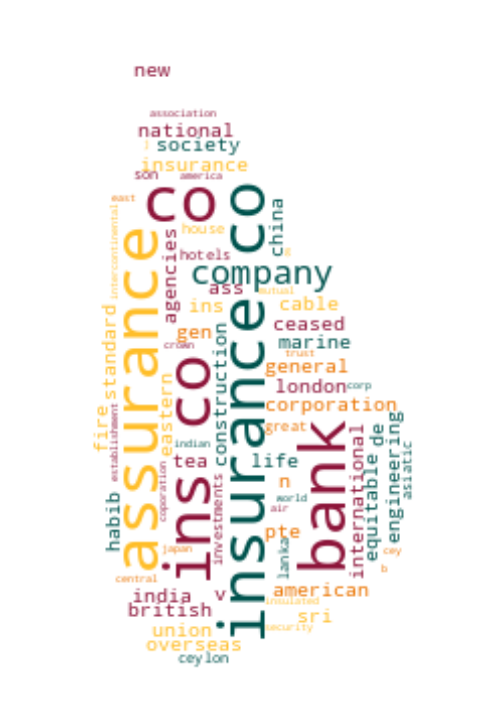 new
association
national
society
insurance
son
america
east
co
insurance co
china
intercontinental
assurance
house
agencies
hotels
company
ass
mutual
ins
cable
standard
gen
ceased
marine
crown
trust
general
ins co
construction
london
corp
corporation
fire
establishment
eastern
great
bank
indian
tea
life
international
equitable de
engineering
asiatic
coporation
investments
n
world
air
habib
pte
lanka
japan
cey
b
central
american
india
v
british
insulated
sri
union
security
overseas
ceylon